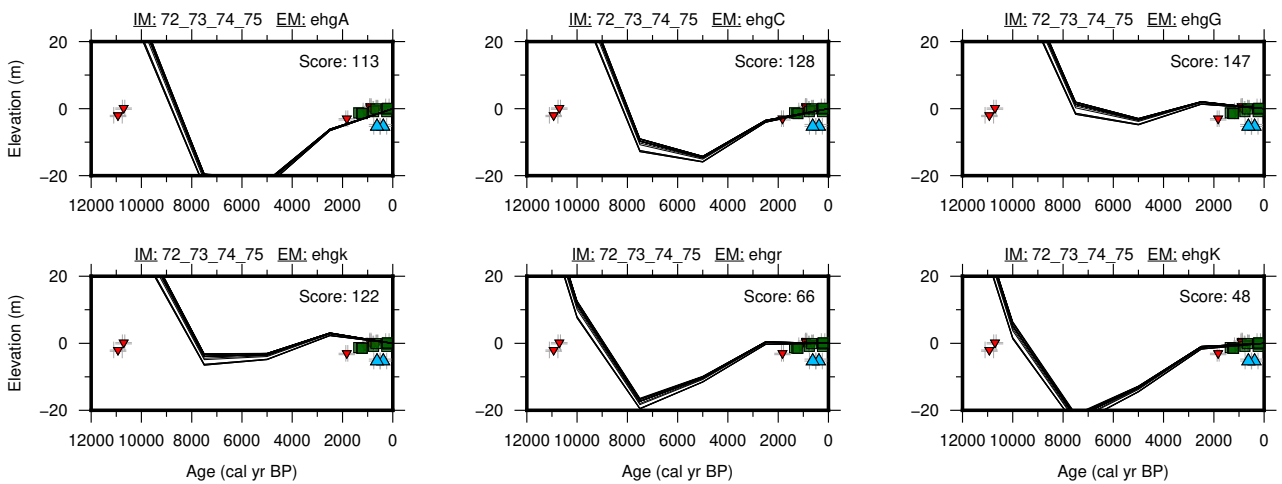 IM: 72_73_74_75 EM: ehgA
IM: 72_73_74_75 EM: ehgC
IM: 72_73_74_75 EM: ehgG
Elevation (m)
20
0
−20
Score: 113
12000 10000 8000 6000 4000 2000 0
20
0
−20
Score: 128
12000 10000 8000 6000 4000 2000 0
20
0
−20
Score: 147
12000 10000 8000 6000 4000 2000 0
IM: 72_73_74_75 EM: ehgk
IM: 72_73_74_75 EM: ehgr
IM: 72_73_74_75 EM: ehgK
Elevation (m)
20
0
−20
Score: 122
12000 10000 8000 6000 4000 2000 0
Age (cal yr BP)
20
0
−20
Score: 66
12000 10000 8000 6000 4000 2000 0
Age (cal yr BP)
20
0
−20
Score: 48
12000 10000 8000 6000 4000 2000 0
Age (cal yr BP)